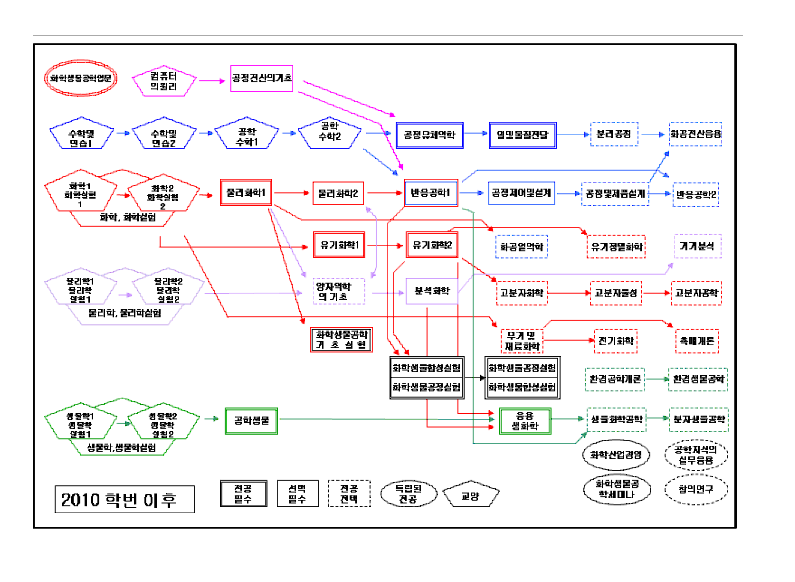 화학생물공학입문
컴퓨터
의원리
공정전산의기초
수학및
연습1
수학및
연습2
공학
수학1
공학
수학2
공정유체역학
열및물질전달
분리공정
화공전산응용
화학1
화학실험
1
화학2
화학실험
2
화학, 화학실험
물리화학1
물리화학2
반응공학1
공정제어및설계
공정및제품설계
반응공학2
유기화학1
유기화학2
화공열역학
유기정밀화학
기기분석
물리학1
물리학
실험1
물리학2
물리학
실험2
물리학, 물리학실험
양자역학
의 기초
분석화학
고분자화학
고분자물성
고분자공학
화학생물공학
기 초 실 험
무기 및
재료화학
전기화학
촉매개론
화학생물합성실험
화학생물공정실험
화학생물공정실험
화학생물합성실험
환경공학개론
환경생물공학
생물학1
생물학
실험1
생물학2
생물학
실험2
생물학,생물학실험
공학생물
응용
생화학
생물화학공학
분자생물공학
화학산업경영
공학지식의
실무응용
화학생물공
학세미나
창의연구
2010 학번 이후
전공
필수
선택
필수
전공
선택
독립된
전공
교양